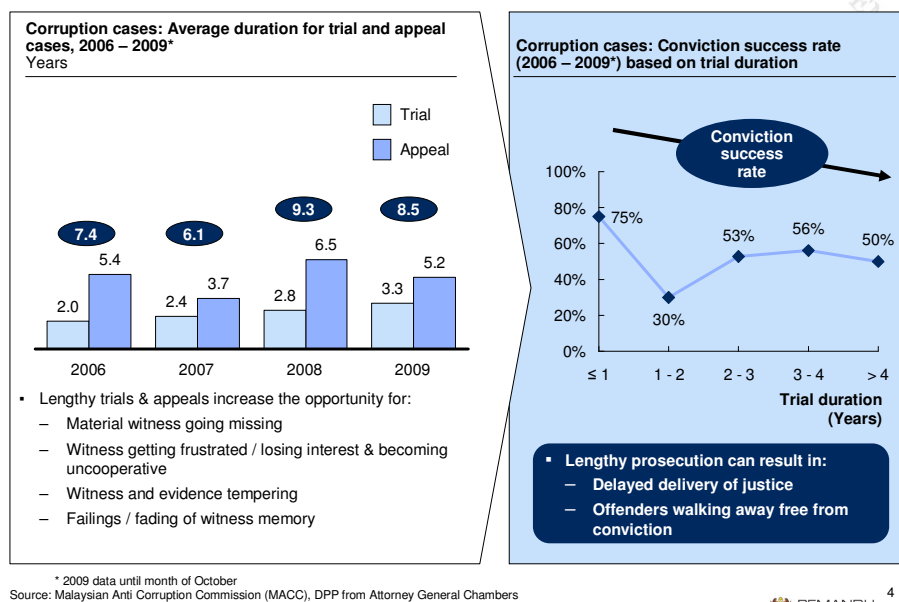 Corruption cases: Average duration for trial and appeal
cases, 2006 – 2009*
Years
Trial
Appeal
7.4
6.1
9.3
8.5
2.0
5.4
2.4
3.7
2.8
6.5
3.3
5.2
2006
2007
2008
2009
▪ Lengthy trials & appeals increase the opportunity for:
– Material witness going missing
– Witness getting frustrated / losing interest & becoming
uncooperative
– Witness and evidence tempering
– Failings / fading of witness memory
Corruption cases: Conviction success rate
(2006 – 2009*) based on trial duration
Conviction
success
rate
100%
80%
60%
40%
20%
0%
75%
30%
53%
56%
50%
≤ 1
1 - 2
2 - 3
3 - 4
> 4
Trial duration
(Years)
▪ Lengthy prosecution can result in:
– Delayed delivery of justice
– Offenders walking away free from
conviction
* 2009 data until month of October
Source: Malaysian Anti Corruption Commission (MACC), DPP from Attorney General Chambers
4